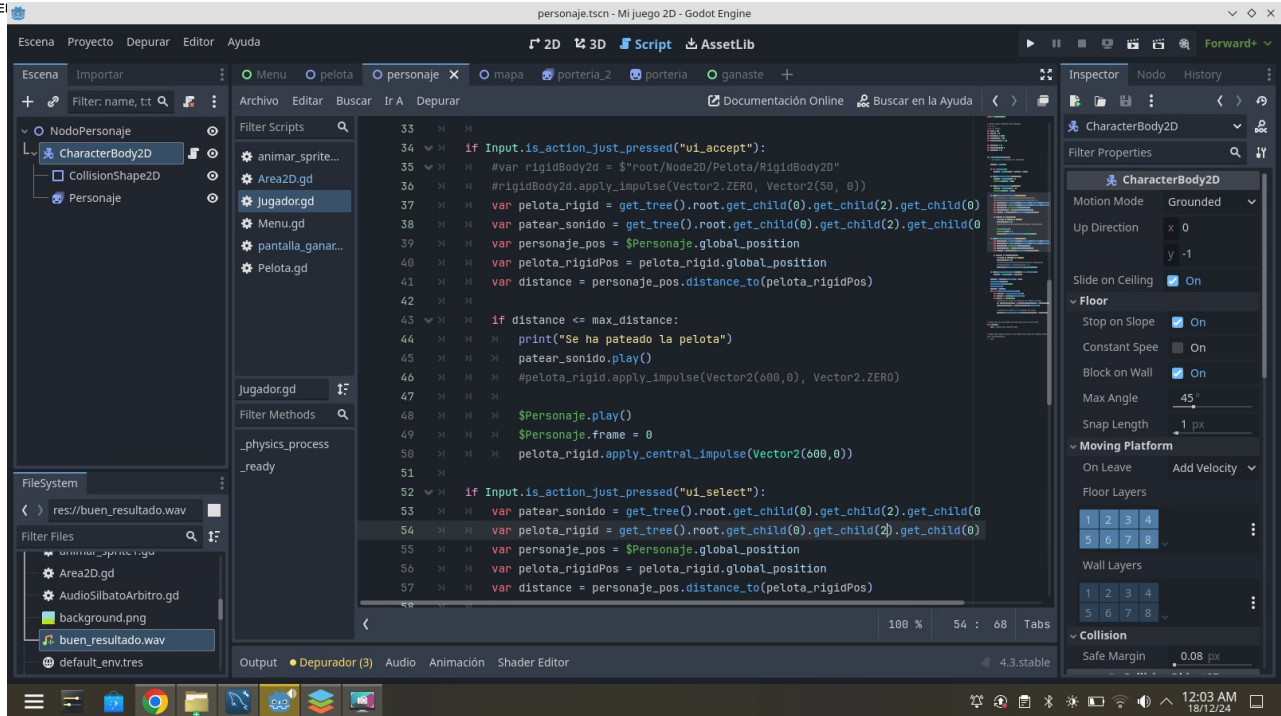 personaje.tscn - Mi juego 2D - Godot Engine
Escena Proyecto Depurar Editor Ayuda
2D 3D Script AssetLib
Forward+
Escena Importar
Menu pelota personaje mapa porteria_2 porteria ganaste
Inspector Nodo History
Filter: name, t:t
NodoPersonaje
CharacterBody2D
CollisionShape2D
Personaje
Archivo Editar Buscar Ir A Depurar
Documentación Online Buscar en la Ayuda
Filter Scripts
animar_sprite...
Area2D.gd
Jugador.gd
Menu.gd
pantalla_ganar...
Pelota.gd
Jugador.gd
Filter Methods
_physics_process
_ready
33
34 if Input.is_action_just_pressed("ui_accept"):
35 #var rigidBody2d = $"root/Node2D/Pelota/RigidBody2D"
36 #rigidBody2d.apply_impulse(Vector2.ZERO, Vector2(50, 0))
37 var pelota_rigid = get_tree().root.get_child(0).get_child(2).get_child(0)
38 var patear_sonido = get_tree().root.get_child(0).get_child(2).get_child(0
39 var personaje_pos = $Personaje.global_position
40 var pelota_rigidPos = pelota_rigid.global_position
41 var distance = personaje_pos.distance_to(pelota_rigidPos)
42
43 if distance <= max_distance:
44 print("Se ha pateado la pelota")
45 patear_sonido.play()
46 #pelota_rigid.apply_impulse(Vector2(600,0), Vector2.ZERO)
47
48 $Personaje.play()
49 $Personaje.frame = 0
50 pelota_rigid.apply_central_impulse(Vector2(600,0))
51
52 if Input.is_action_just_pressed("ui_select"):
53 var patear_sonido = get_tree().root.get_child(0).get_child(2).get_child(0
54 var pelota_rigid = get_tree().root.get_child(0).get_child(2).get_child(0)
55 var personaje_pos = $Personaje.global_position
56 var pelota_rigidPos = pelota_rigid.global_position
57 var distance = personaje_pos.distance_to(pelota_rigidPos)
58
100 % 54 : 68 Tabs
Output Depurador (3) Audio Animación Shader Editor
4.3.stable
CharacterBody2D
Filter Properties
CharacterBody2D
Motion Mode Grounded
Up Direction x 0
y -1
Slide on Ceiling On
Floor
Stop on Slope On
Constant Spee On
Block on Wall On
Max Angle 45 °
Snap Length 1 px
Moving Platform
On Leave Add Velocity
Floor Layers
1 2 3 4
5 6 7 8
Wall Layers
1 2 3 4
5 6 7 8
Collision
Safe Margin 0.08 px
FileSystem
res://buen_resultado.wav
Filter Files
animar_sprite1.gd
Area2D.gd
AudioSilbatoArbitro.gd
background.png
buen_resultado.wav
default_env.tres
12:03 AM
18/12/24